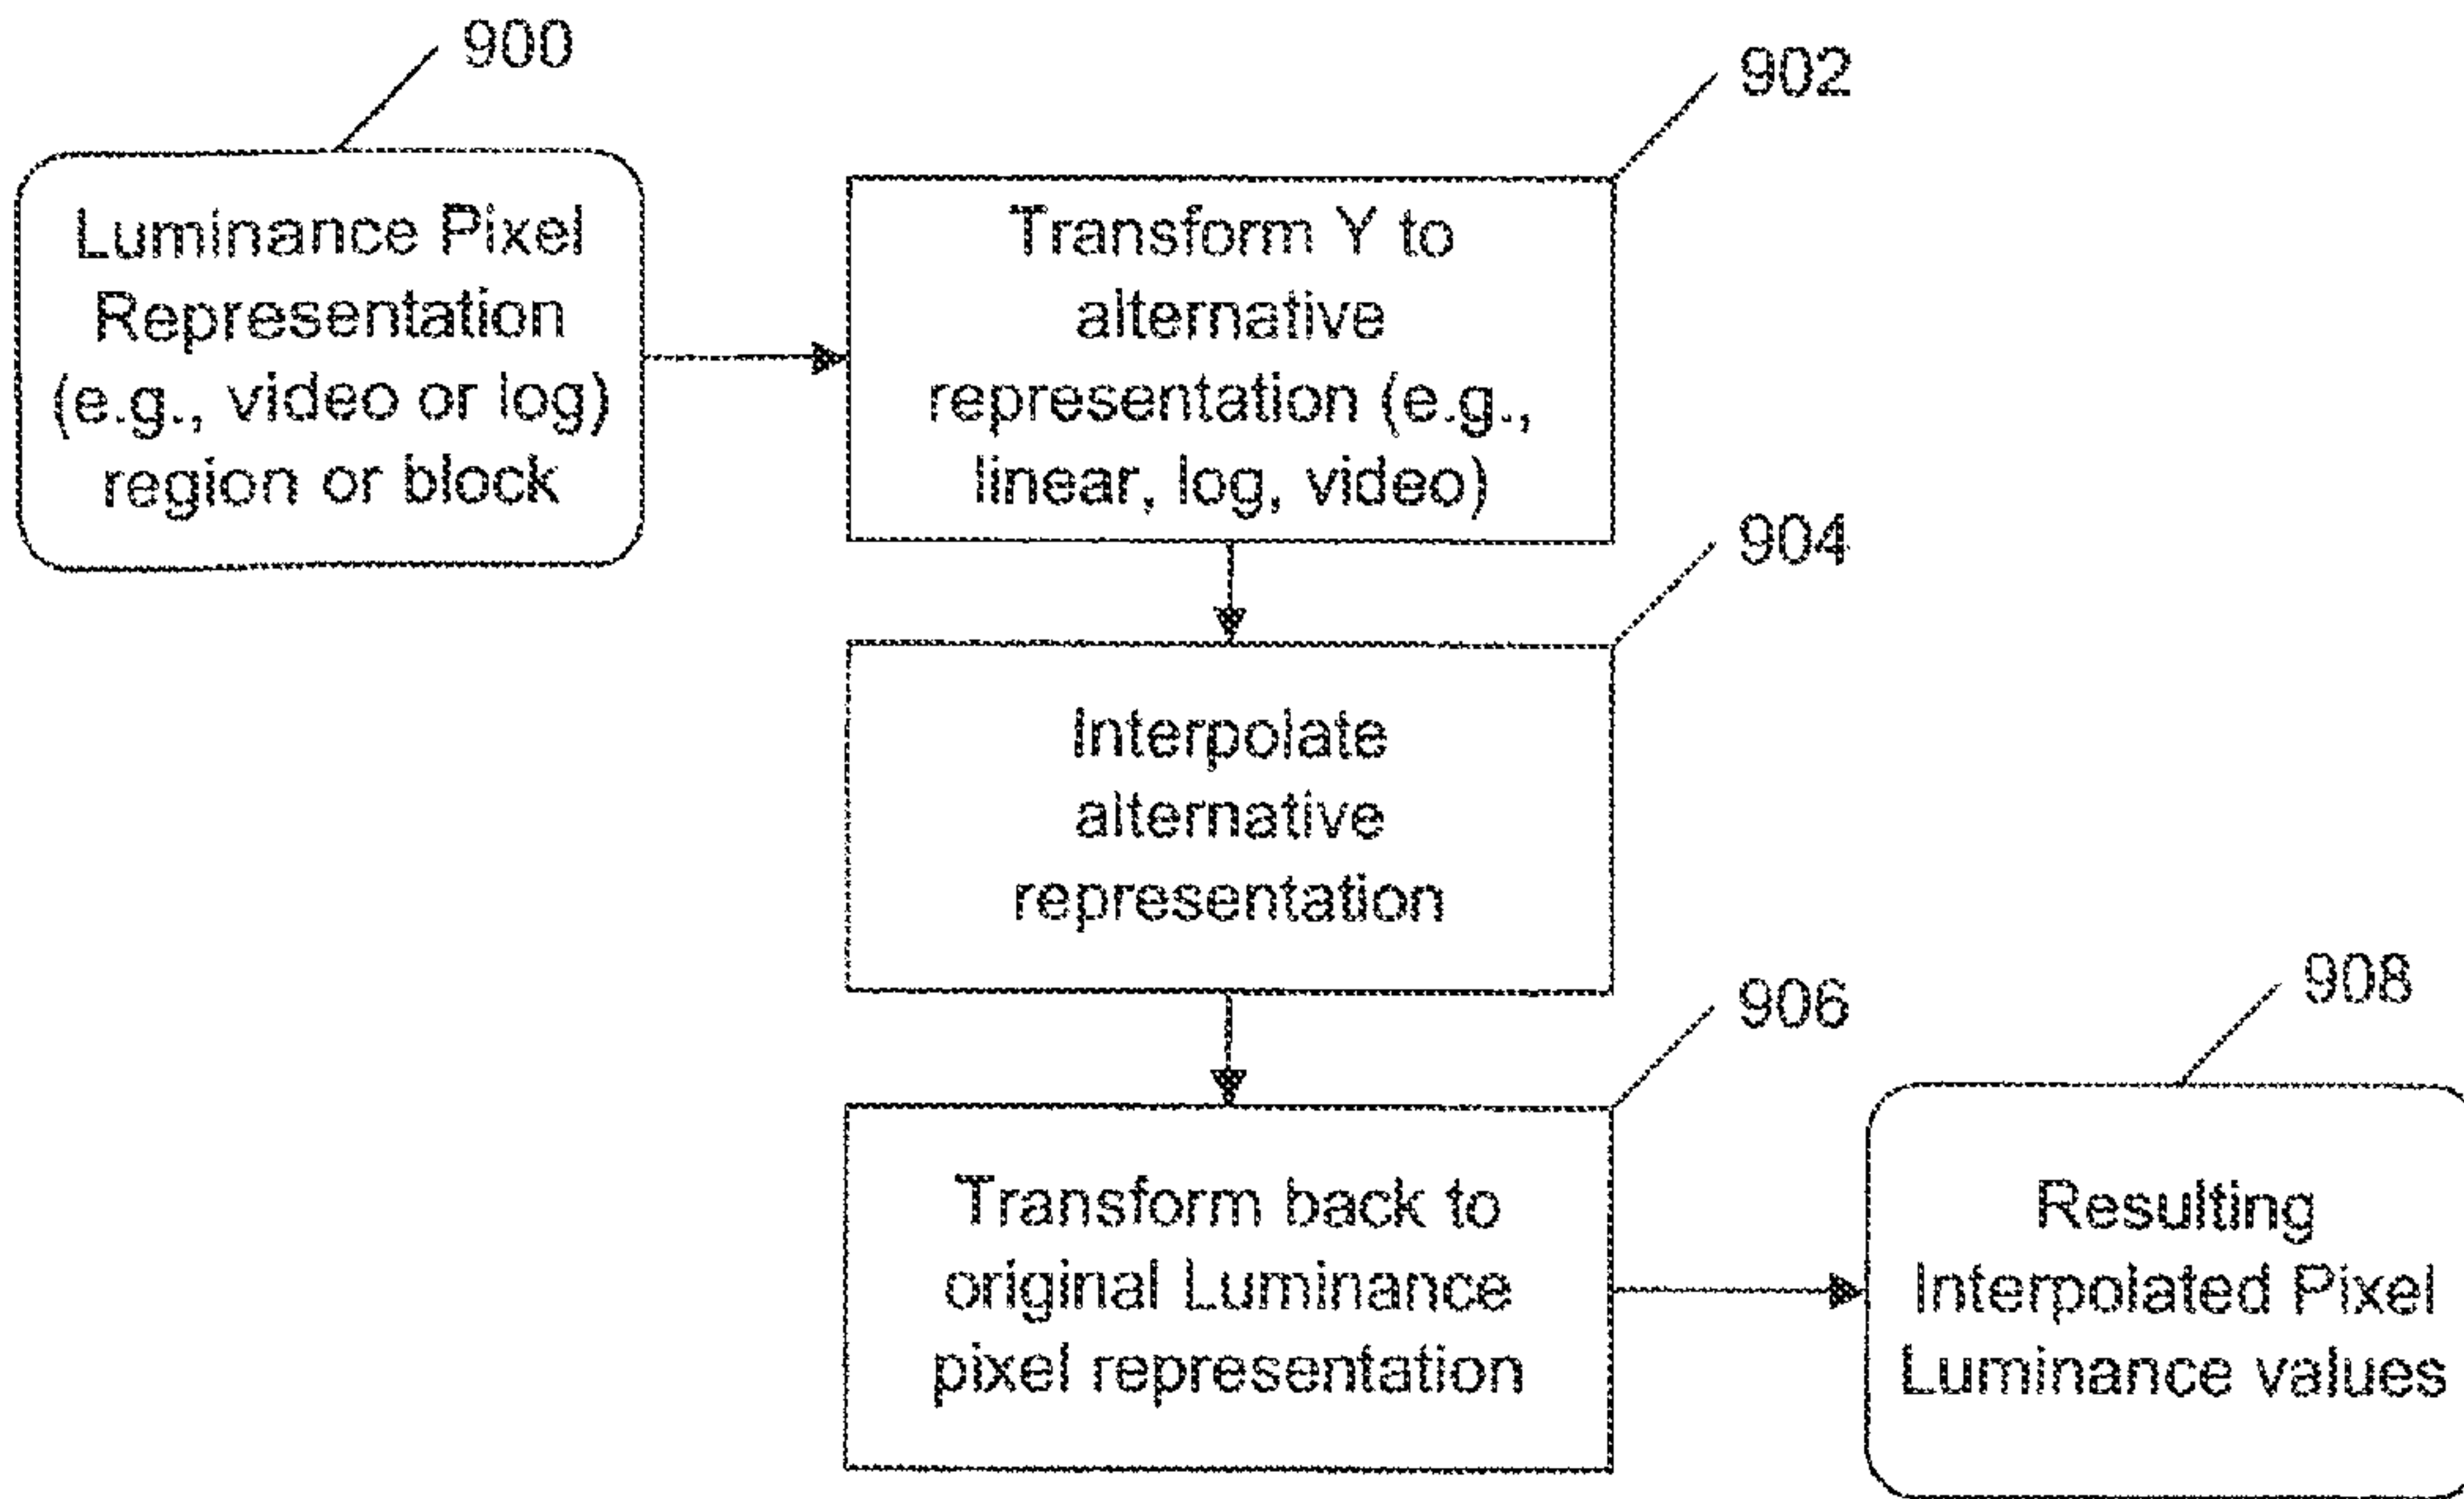 900
Luminance Pixel
Representation
(e.g., video or log)
region or block
902
Transform Y to
alternative
representation (e.g.,
linear, log, video)
904
Interpolate
alternative
representation
906
Transform back to
original Luminance
pixel representation
908
Resulting
Interpolated Pixel
Luminance values